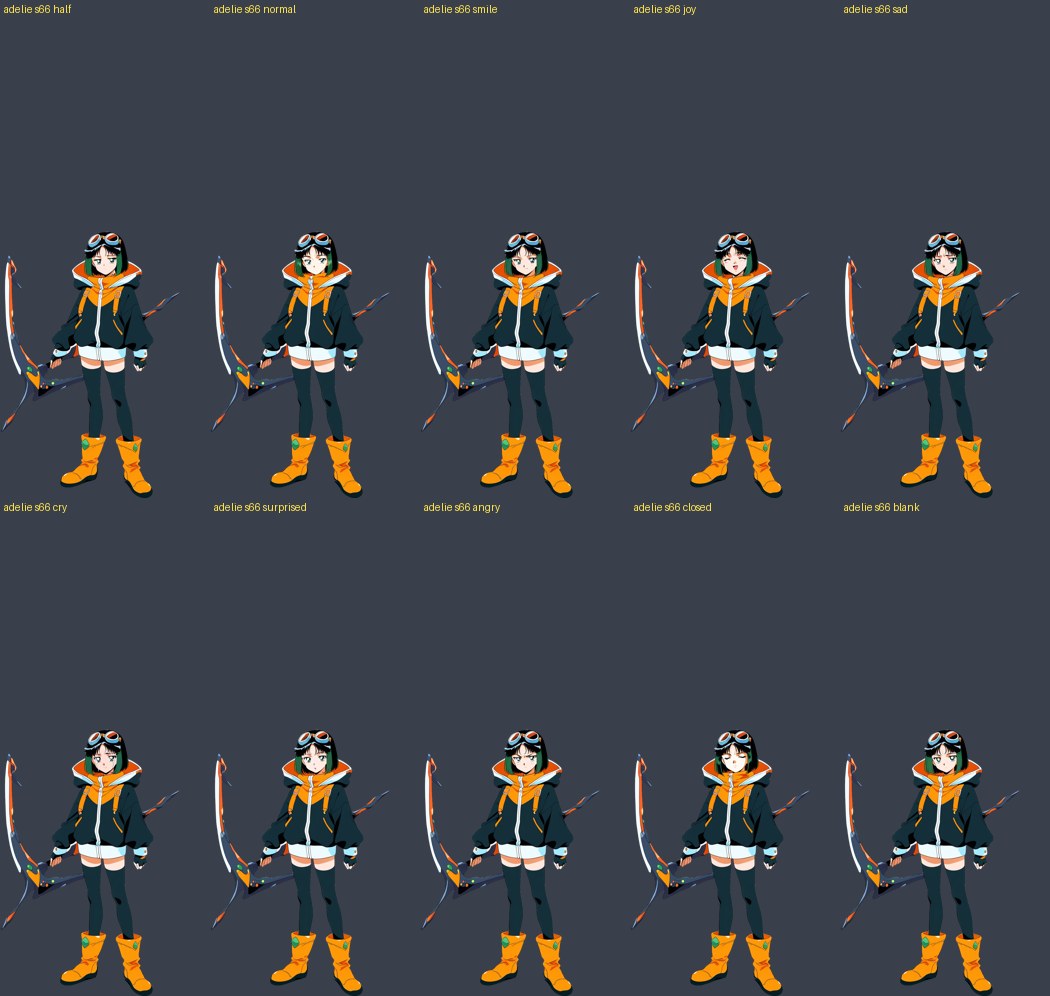 adelie s66 half
adelie s66 normal
adelie s66 smile
adelie s66 joy
adelie s66 sad
adelie s66 cry
adelie s66 surprised
adelie s66 angry
adelie s66 closed
adelie s66 blank